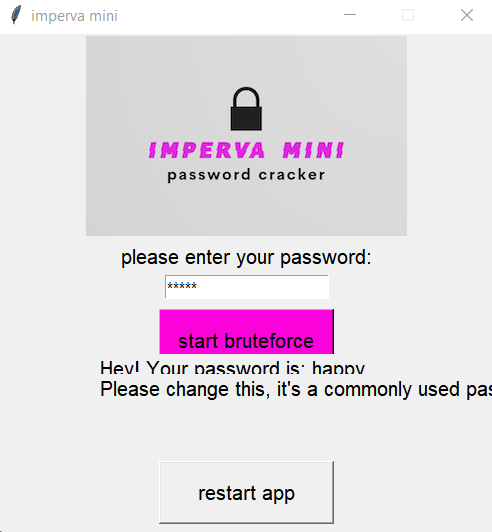 imperva mini
IMPERVA MINI
password cracker
please enter your password:
*****
start bruteforce
Hey! Your password is: happy
Please change this, it's a commonly used pas
restart app